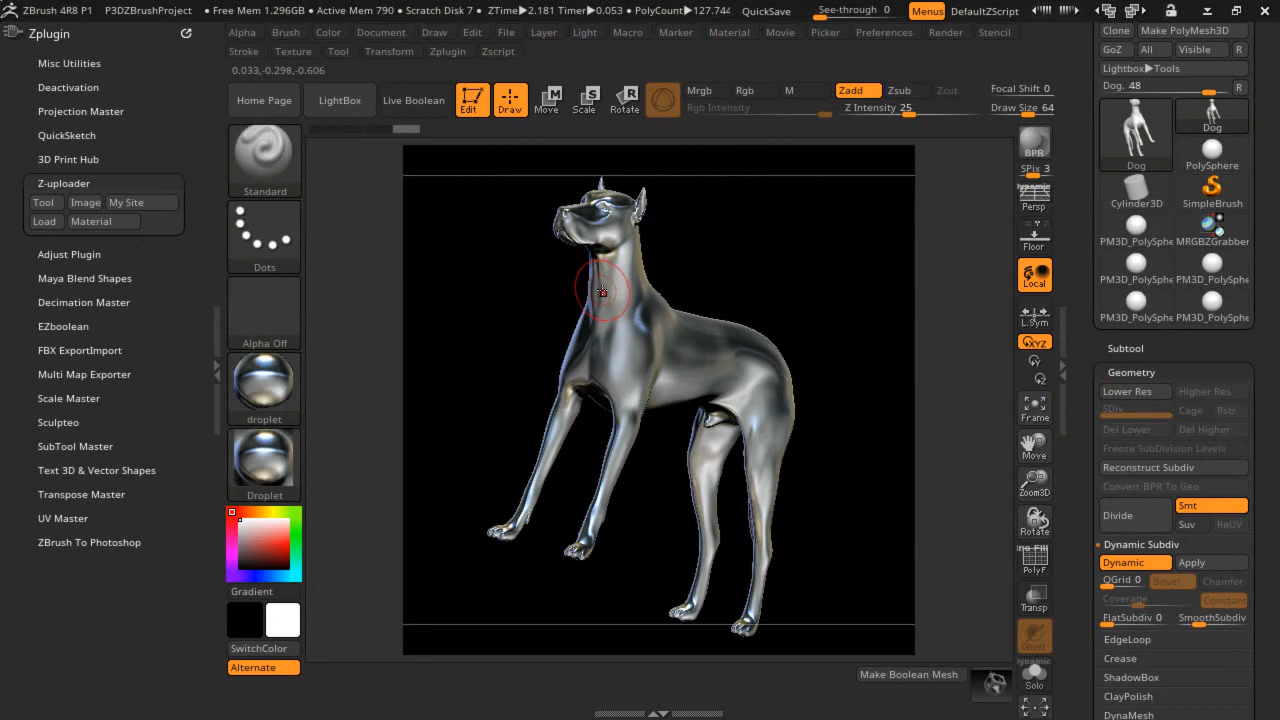 ZBrush 4R8 P1 P3DZBrushProject ● Free Mem 1.296GB ● Active Mem 790 ● Scratch Disk 7 ● ZTime▶2.181 Timer▶0.053 ● PolyCount▶127.744 QuickSave See-through 0 Menus DefaultZScript
Zplugin
Alpha Brush Color Document Draw Edit File Layer Light Macro Marker Material Movie Picker Preferences Render Stencil
Stroke Texture Tool Transform Zplugin Zscript
0.033,-0.298,-0.606
Home Page
LightBox
Live Boolean
Edit
Draw
Move
Scale
Rotate
Mrgb Rgb M
Rgb Intensity
Zadd Zsub Zcut
Z Intensity 25
Focal Shift 0
Draw Size 64
Misc Utilities
Deactivation
Projection Master
QuickSketch
3D Print Hub
Z-uploader
Tool Image My Site
Load Material
Adjust Plugin
Maya Blend Shapes
Decimation Master
EZboolean
FBX ExportImport
Multi Map Exporter
Scale Master
Sculpteo
SubTool Master
Text 3D & Vector Shapes
Transpose Master
UV Master
ZBrush To Photoshop
Standard
Dots
Alpha Off
droplet
Droplet
Gradient
SwitchColor
Alternate
BPR
SPix 3
Dynamic
Persp
Floor
Local
L.Sym
XYZ
Y
Z
Frame
Move
Zoom3D
Rotate
PolyF
Transp
Ghost
Dynamic
Solo
Make Boolean Mesh
Clone Make PolyMesh3D
GoZ All Visible R
Lightbox▶Tools
Dog. 48 R
Dog
Dog
PolySphere
Cylinder3D SimpleBrush
PM3D_PolySphe MRGBZGrabber
PM3D_PolySphe PM3D_PolySphe
PM3D_PolySphe PM3D_PolySphe
Subtool
Geometry
Lower Res Higher Res
SDiv Cage Rstr
Del Lower Del Higher
Freeze SubDivision Levels
Reconstruct Subdiv
Convert BPR To Geo
Divide Smt
Suv ReUV
Dynamic Subdiv
Dynamic Apply
QGrid 0 Bevel Chamfer
Coverage Constant
FlatSubdiv 0 SmoothSubdiv
EdgeLoop
Crease
ShadowBox
ClayPolish
DynaMesh